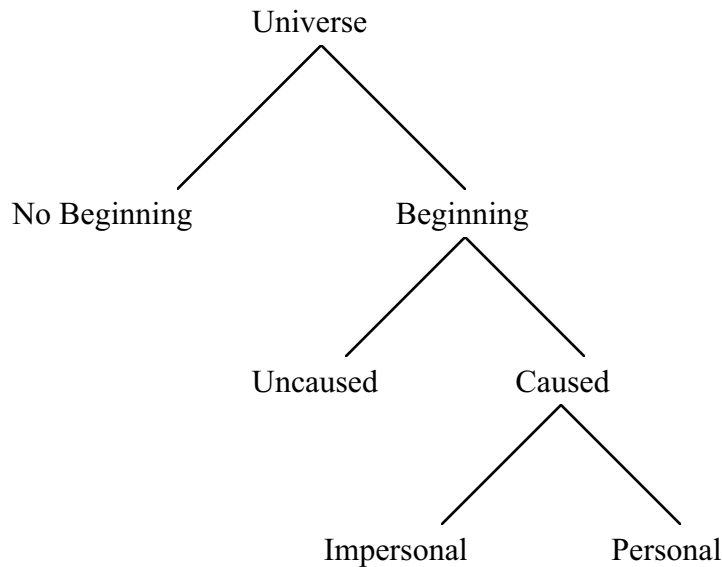 Universe
No Beginning
Beginning
Uncaused
Caused
Impersonal
Personal